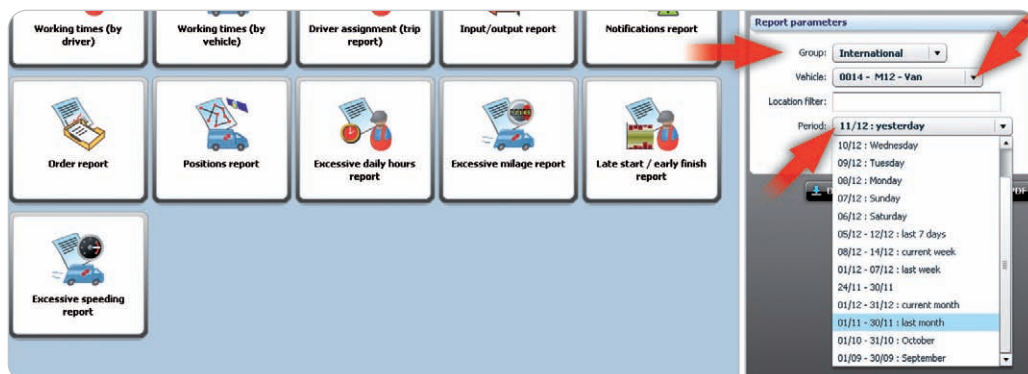 Working times (by
driver)
Working times (by
vehicle)
Driver assignment (trip
report)
Input/output report
Notifications report
Order report
Positions report
Excessive daily hours
report
Excessive milage report
Late start / early finish
report
Excessive speeding
report
Report parameters
Group: International
Vehicle: 0014 - M12 - Van
Location filter:
Period: 11/12 : yesterday
10/12 : Wednesday
09/12 : Tuesday
08/12 : Monday
07/12 : Sunday
06/12 : Saturday
05/12 - 12/12 : last 7 days
08/12 - 14/12 : current week
01/12 - 07/12 : last week
24/11 - 30/11
01/12 - 31/12 : current month
01/11 - 30/11 : last month
01/10 - 31/10 : October
01/09 - 30/09 : September